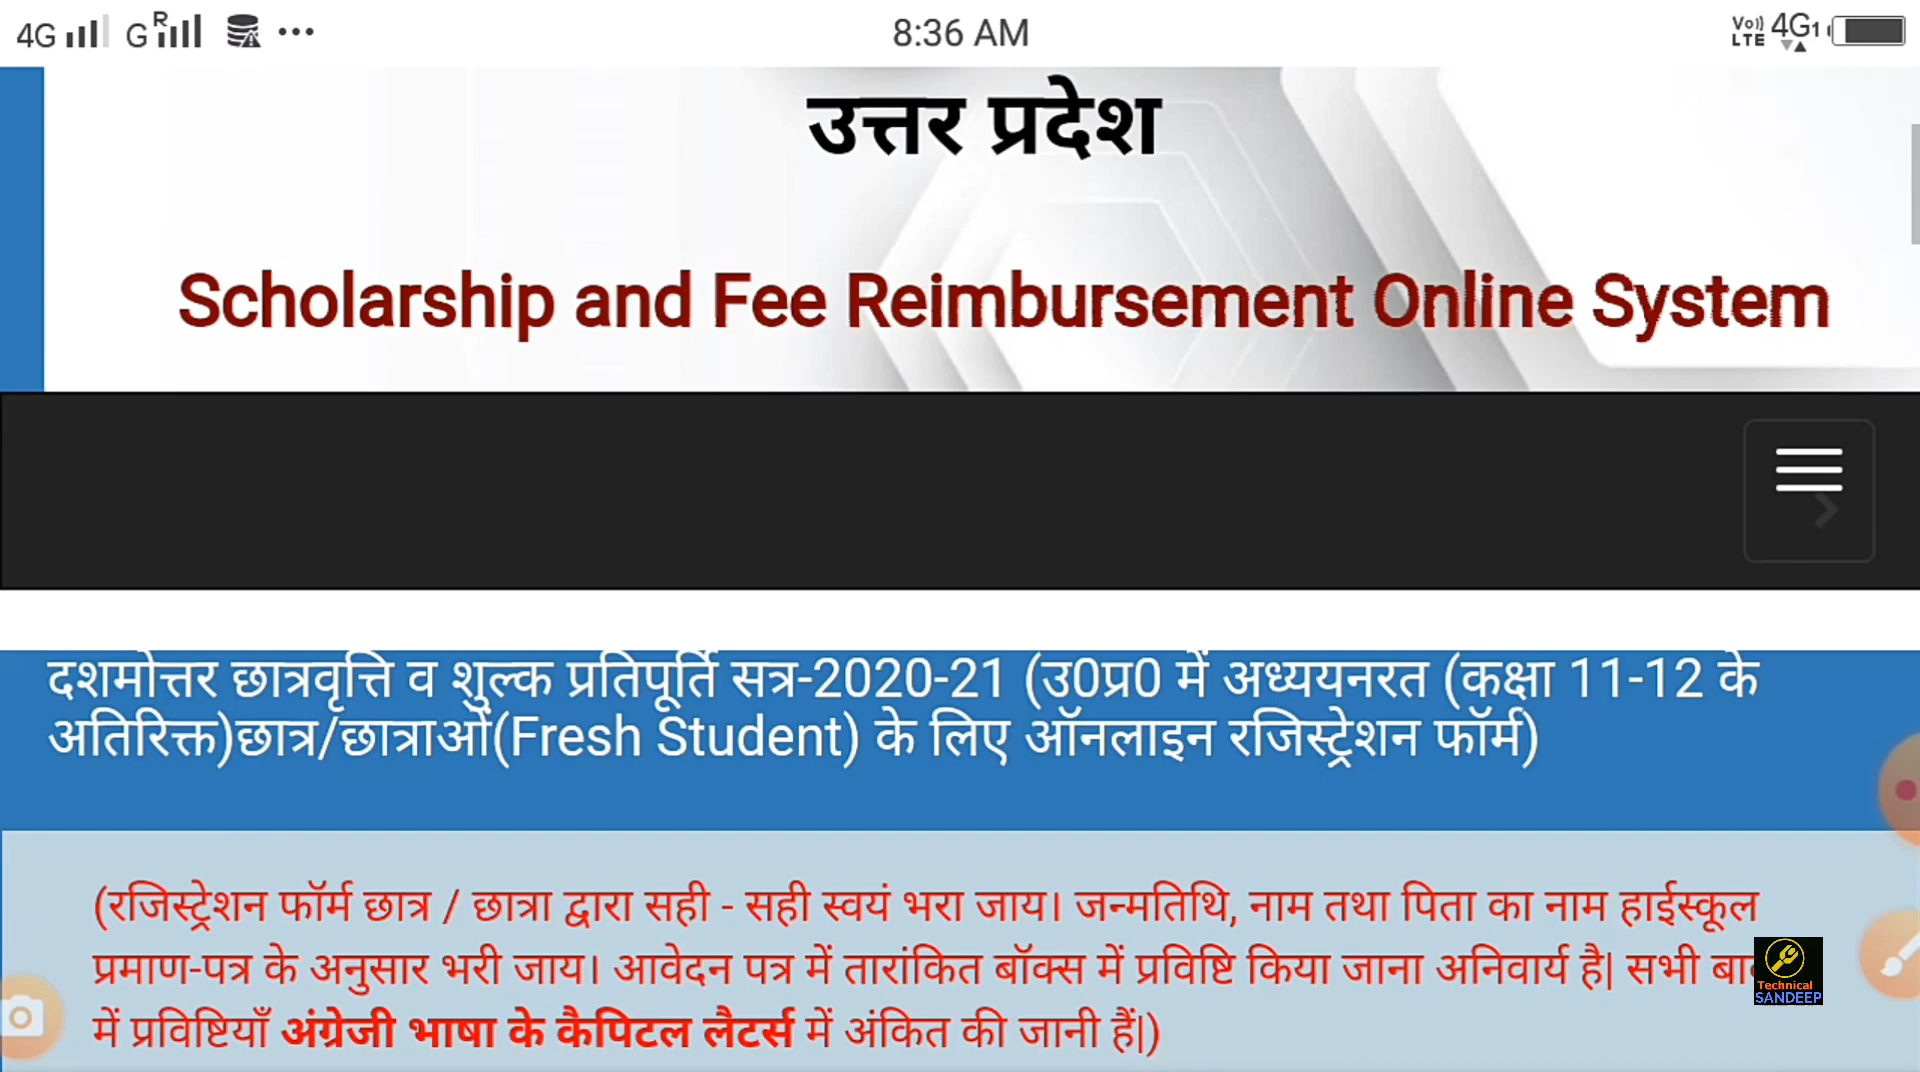 4G G R 8:36 AM Vo)) LTE 4G1
उत्तर प्रदेश
Scholarship and Fee Reimbursement Online System
दशमोत्तर छात्रवृत्ति व शुल्क प्रतिपूर्ति सत्र-2020-21 (उ0प्र0 में अध्ययनरत (कक्षा 11-12 के
अतिरिक्त)छात्र/छात्राओं(Fresh Student) के लिए ऑनलाइन रजिस्ट्रेशन फॉर्म)
(रजिस्ट्रेशन फॉर्म छात्र / छात्रा द्वारा सही - सही स्वयं भरा जाय। जन्मतिथि, नाम तथा पिता का नाम हाईस्कूल
प्रमाण-पत्र के अनुसार भरी जाय। आवेदन पत्र में तारांकित बॉक्स में प्रविष्टि किया जाना अनिवार्य है| सभी
में प्रविष्टियाँ अंग्रेजी भाषा के कैपिटल लैटर्स में अंकित की जानी हैं|)
Technical
SANDEEP